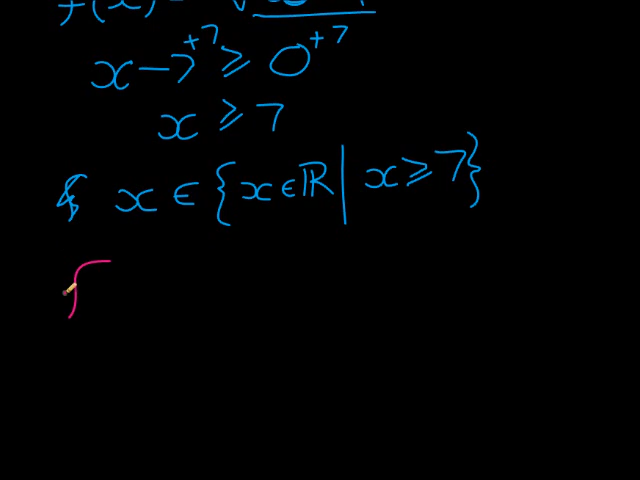 f(x) =
x - 7^{+7} ≥ 0^{+7}
x ≥ 7
x ∈ {x ∈ ℝ | x ≥ 7}
f